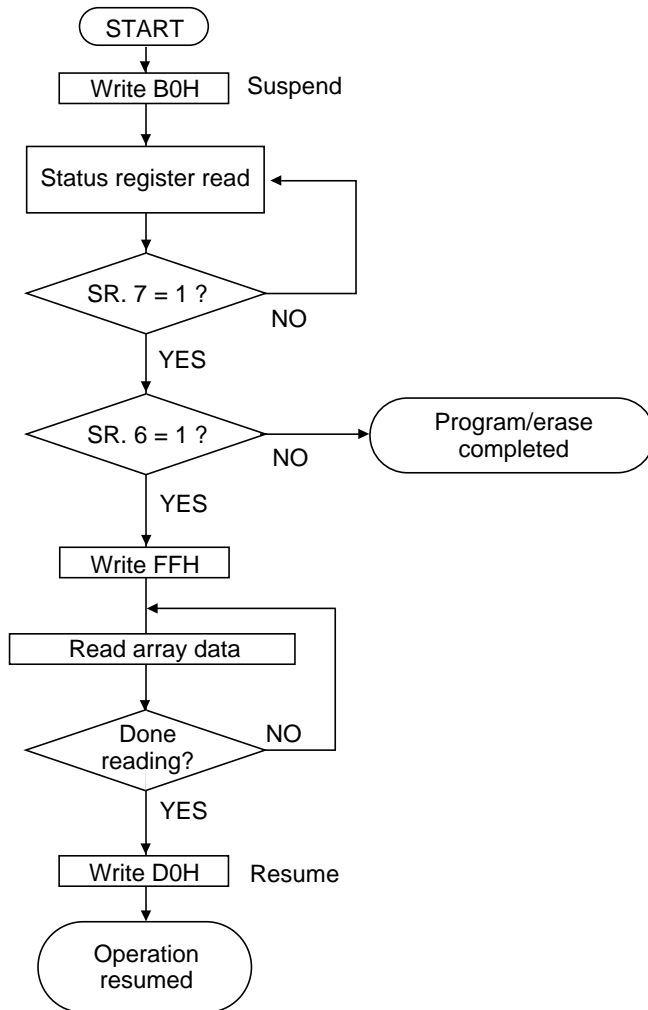 START
Write B0H
Suspend
Status register read
SR. 7 = 1 ?
NO
YES
SR. 6 = 1 ?
NO
Program/erase
completed
YES
Write FFH
Read array data
Done
reading?
NO
YES
Write D0H
Resume
Operation
resumed